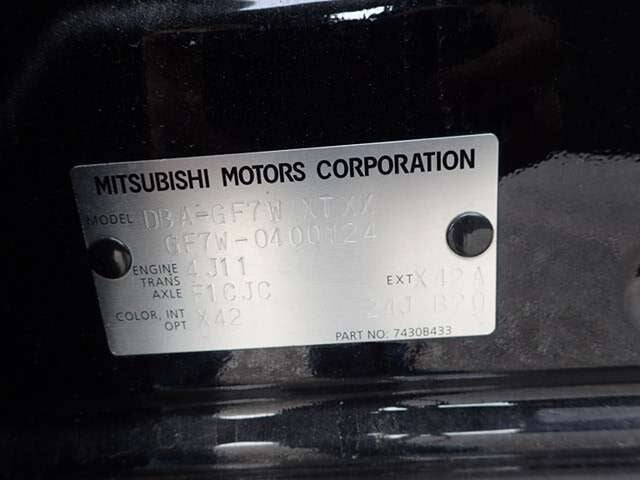 MITSUBISHI MOTORS CORPORATION
MODEL DBA-GF7W XTXX
GF7W-0400124
ENGINE 4J11
TRANS AXLE F1CJC EXT X42A
COLOR, INT OPT X42 24J B20
PART NO: 7430B433